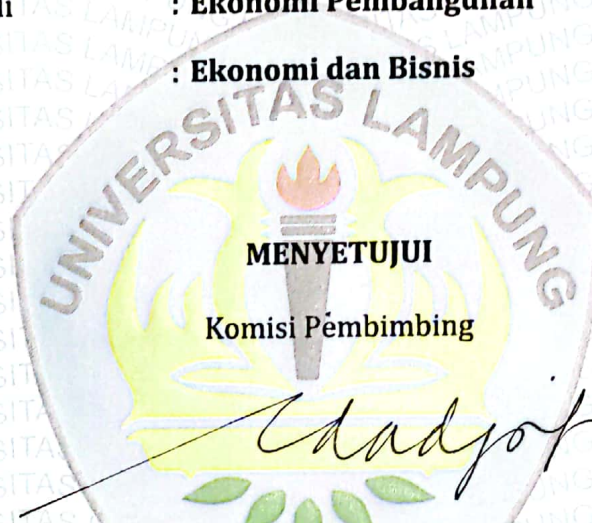 : Ekonomi Pembangunan
: Ekonomi dan Bisnis
UNIVERSITAS LAMPUNG
MENYETUJUI
Komisi Pembimbing